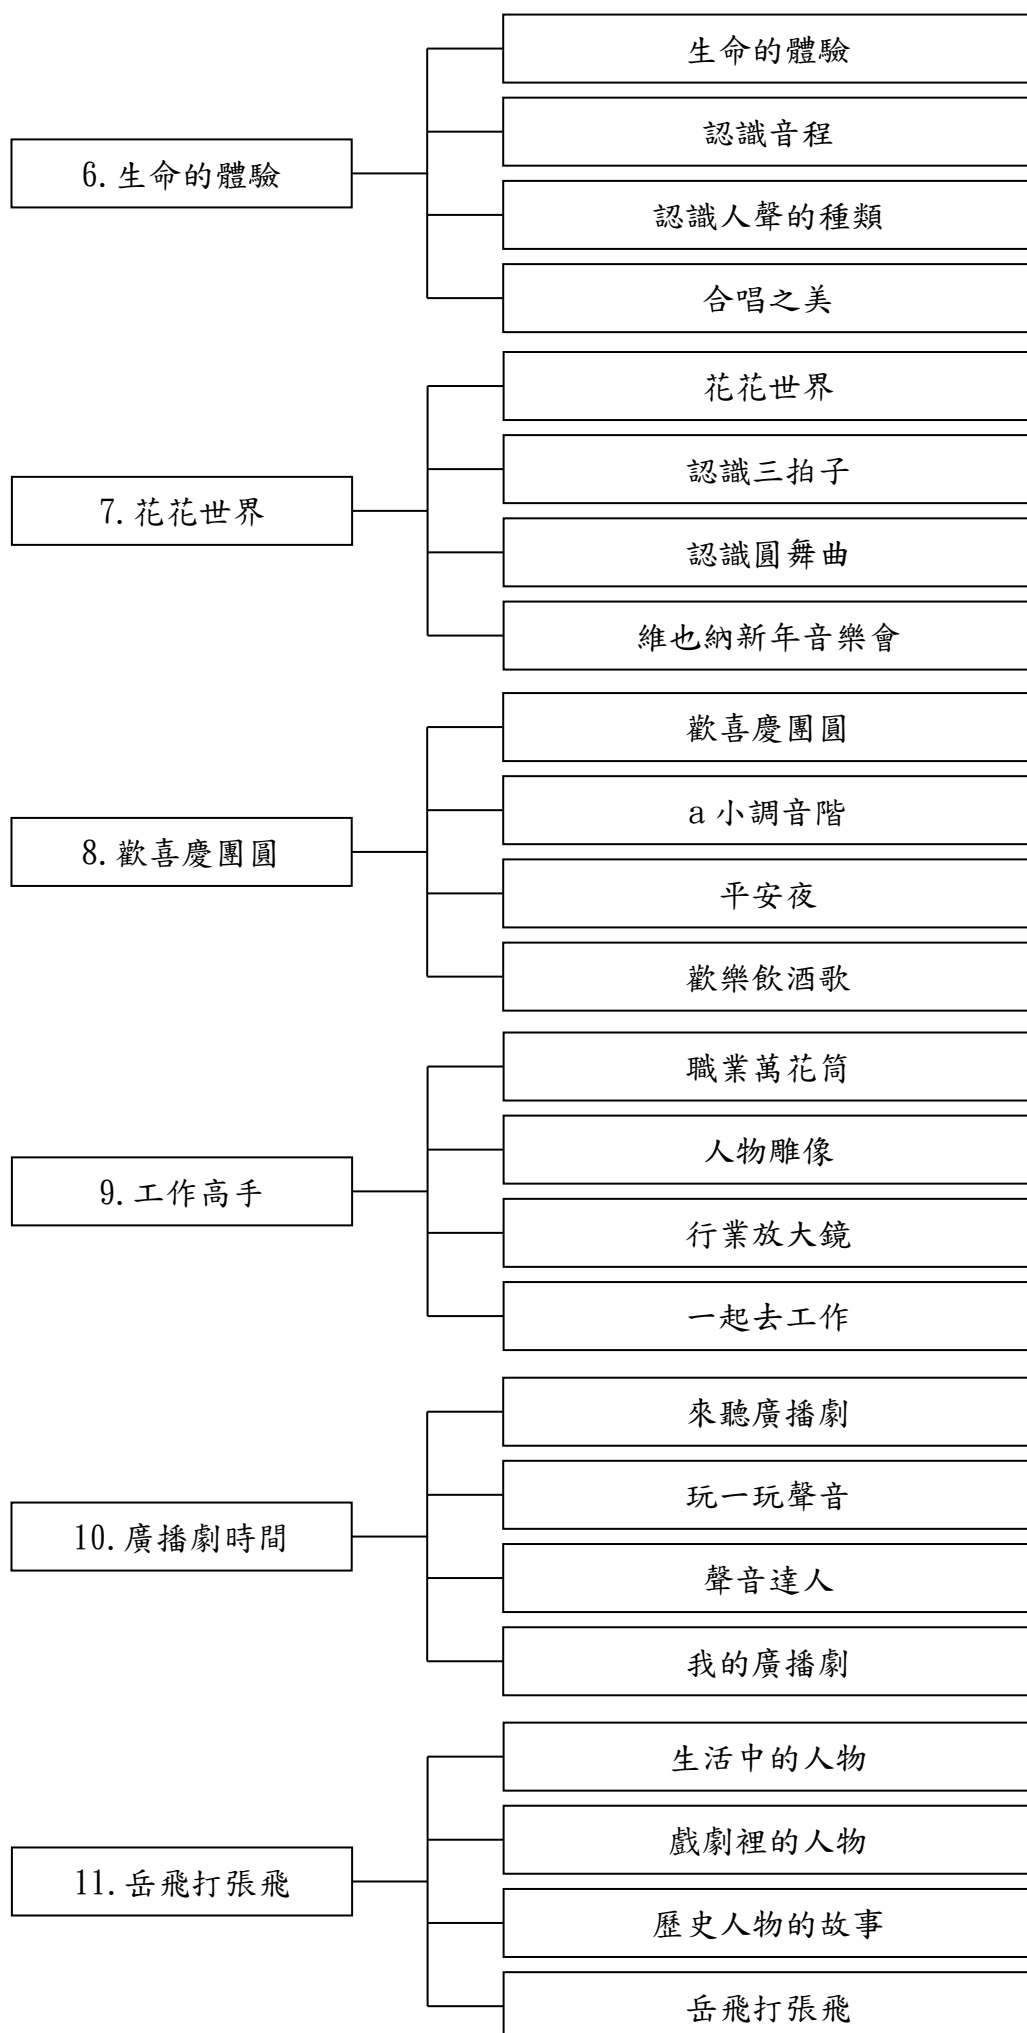 6.生命的體驗
生命的體驗
認識音程
認識人聲的種類
合唱之美
7.花花世界
花花世界
認識三拍子
認識圓舞曲
維也納新年音樂會
8.歡喜慶團圓
歡喜慶團圓
a小調音階
平安夜
歡樂飲酒歌
9.工作高手
職業萬花筒
人物雕像
行業放大鏡
一起去工作
10.廣播劇時間
來聽廣播劇
玩一玩聲音
聲音達人
我的廣播劇
11.岳飛打張飛
生活中的人物
戲劇裡的人物
歷史人物的故事
岳飛打張飛